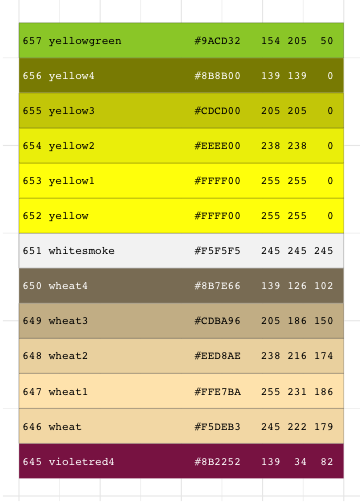 657 yellowgreen #9ACD32 154 205 50
656 yellow4 #8B8B00 139 139 0
655 yellow3 #CDCD00 205 205 0
654 yellow2 #EEEE00 238 238 0
653 yellow1 #FFFF00 255 255 0
652 yellow #FFFF00 255 255 0
651 whitesmoke #F5F5F5 245 245 245
650 wheat4 #8B7E66 139 126 102
649 wheat3 #CDBA96 205 186 150
648 wheat2 #EED8AE 238 216 174
647 wheat1 #FFE7BA 255 231 186
646 wheat #F5DEB3 245 222 179
645 violetred4 #8B2252 139 34 82